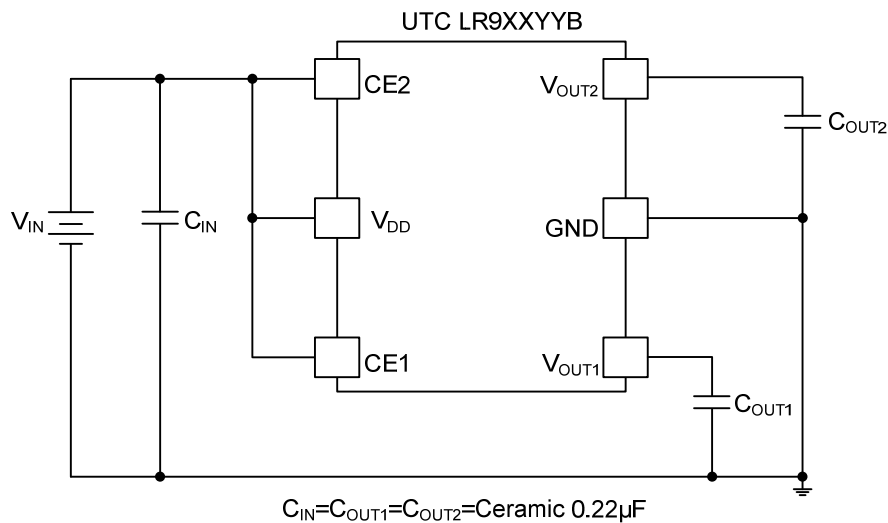 UTC LR9XXYYB
CE2
VOUT2
COUT2
VIN
CIN
VDD
GND
CE1
VOUT1
COUT1
CIN=COUT1=COUT2=Ceramic 0.22µF